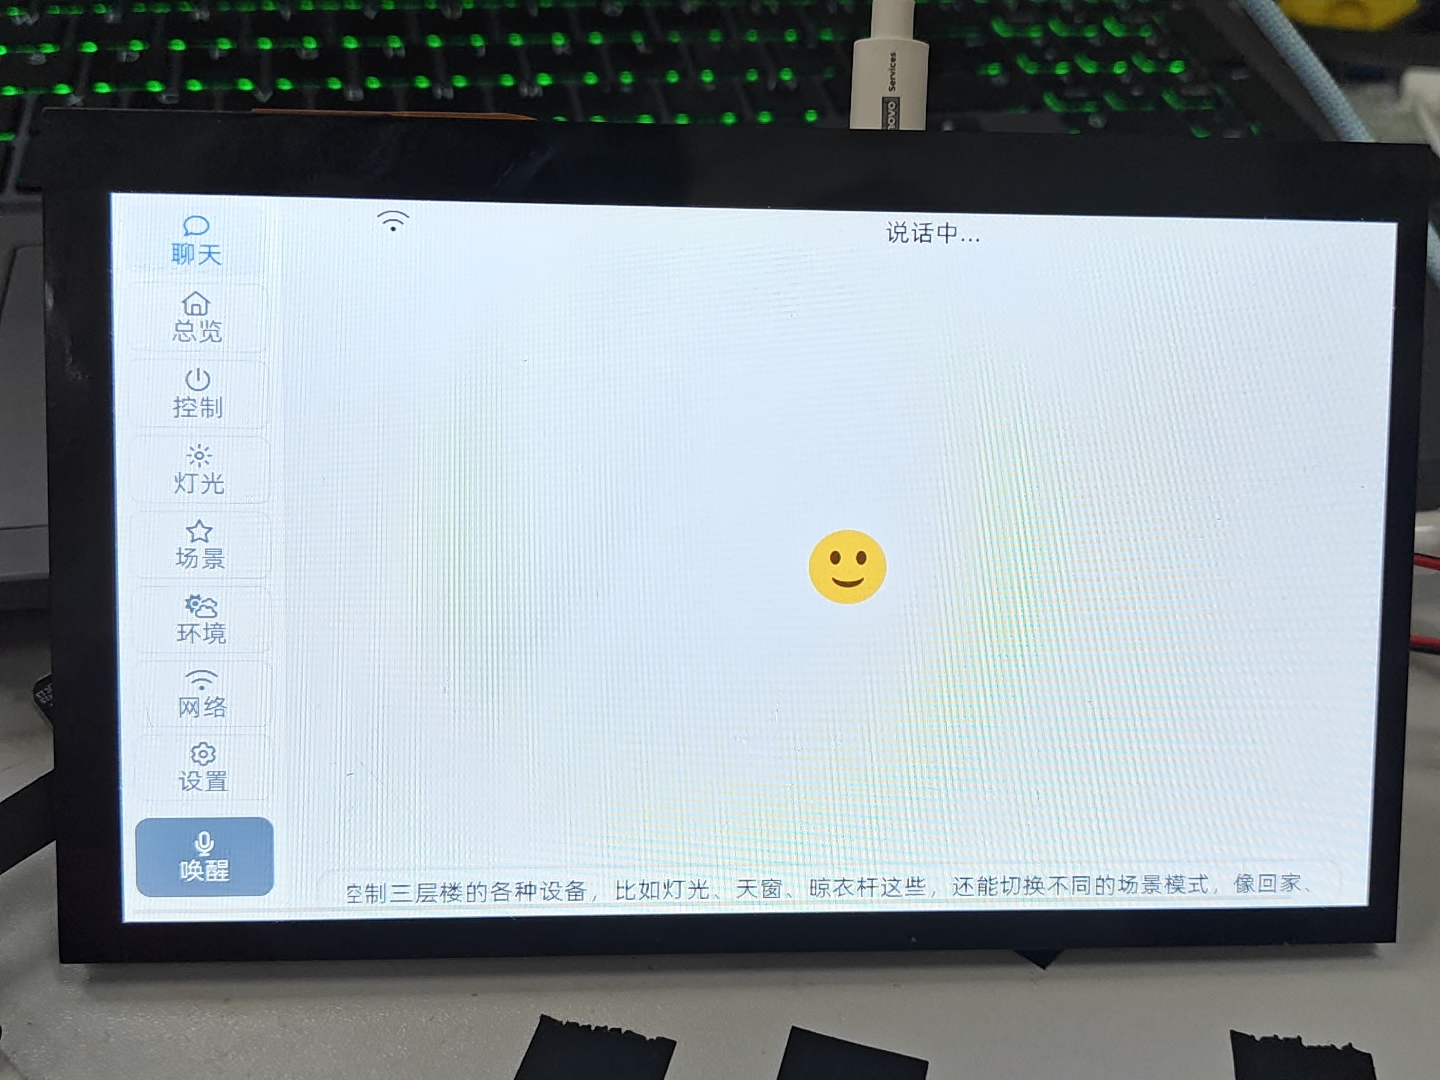 Services
说话中...
聊天
总览
控制
灯光
场景
环境
网络
设置
唤醒
控制三层楼的各种设备，比如灯光、天窗、晾衣杆这些，还能切换不同的场景模式，像回家、